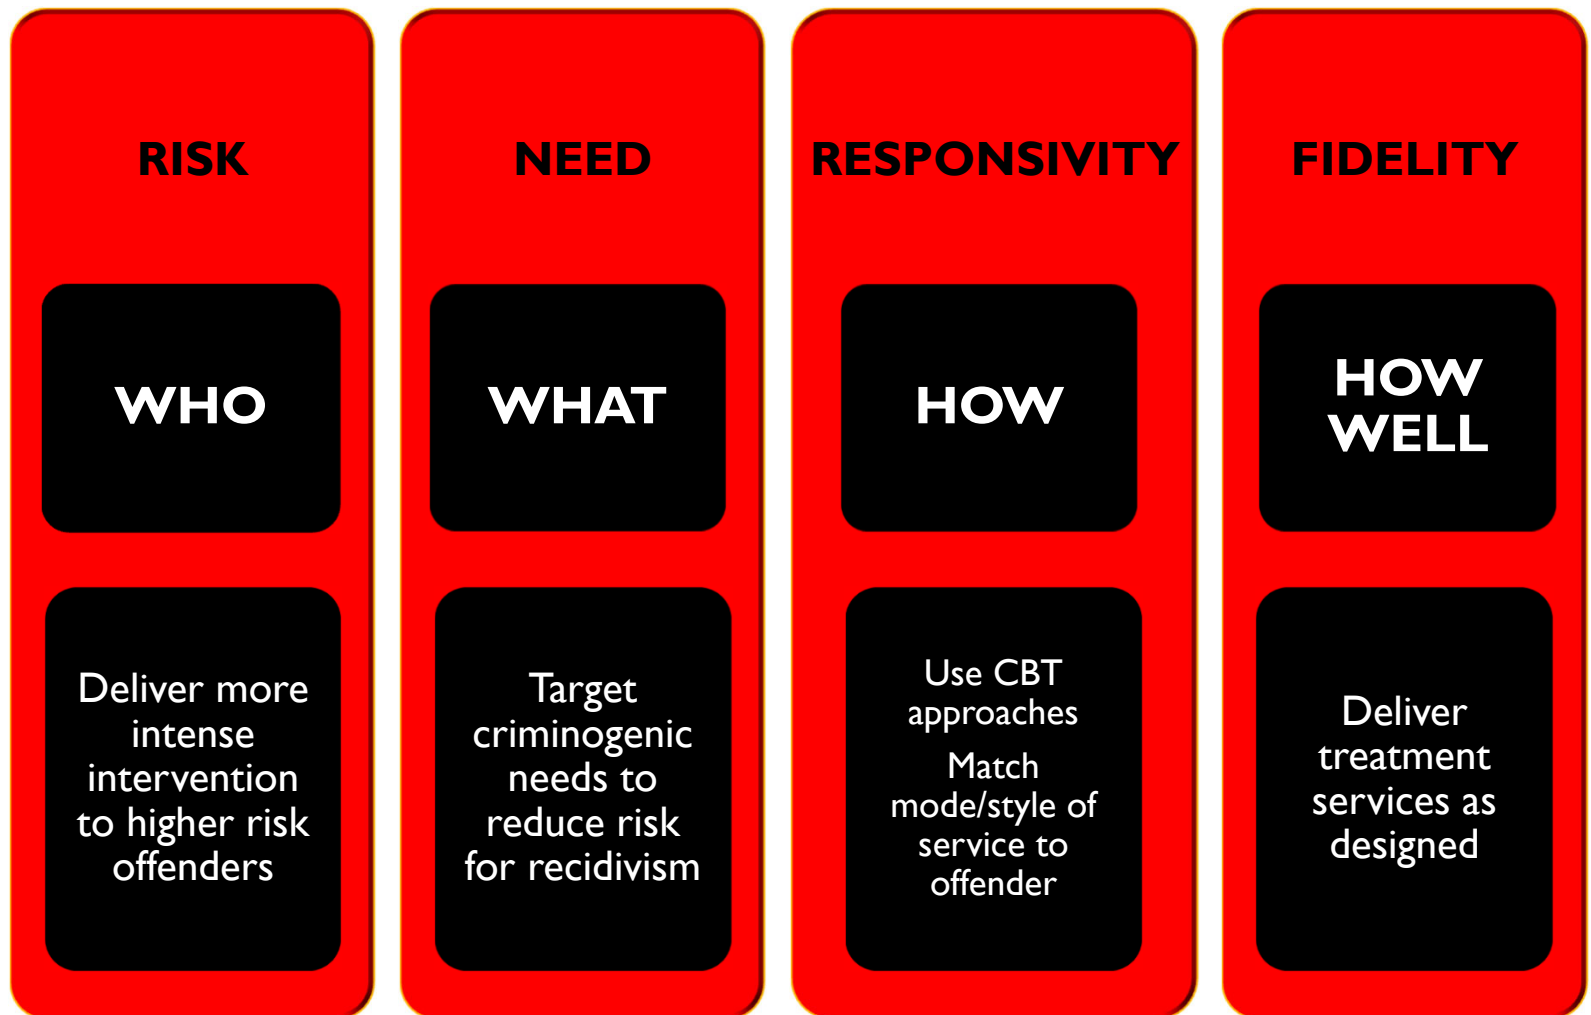 RISK
WHO
Deliver more
intense
intervention
to higher risk
offenders
NEED
WHAT
Target
criminogenic
needs to
reduce risk
for recidivism
RESPONSIVITY
HOW
Use CBT
approaches
Match
mode/style of
service to
offender
FIDELITY
HOW
WELL
Deliver
treatment
services as
designed